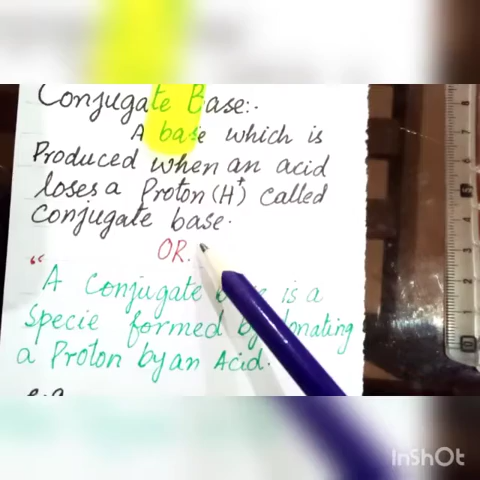 Conjugate Base:-
A base which is
Produced when an acid
loses a Proton (H+) called
conjugate base.
OR.
"A Conjugate is a
Specie formed donating
a Proton by an Acid.
e.g
InShOt